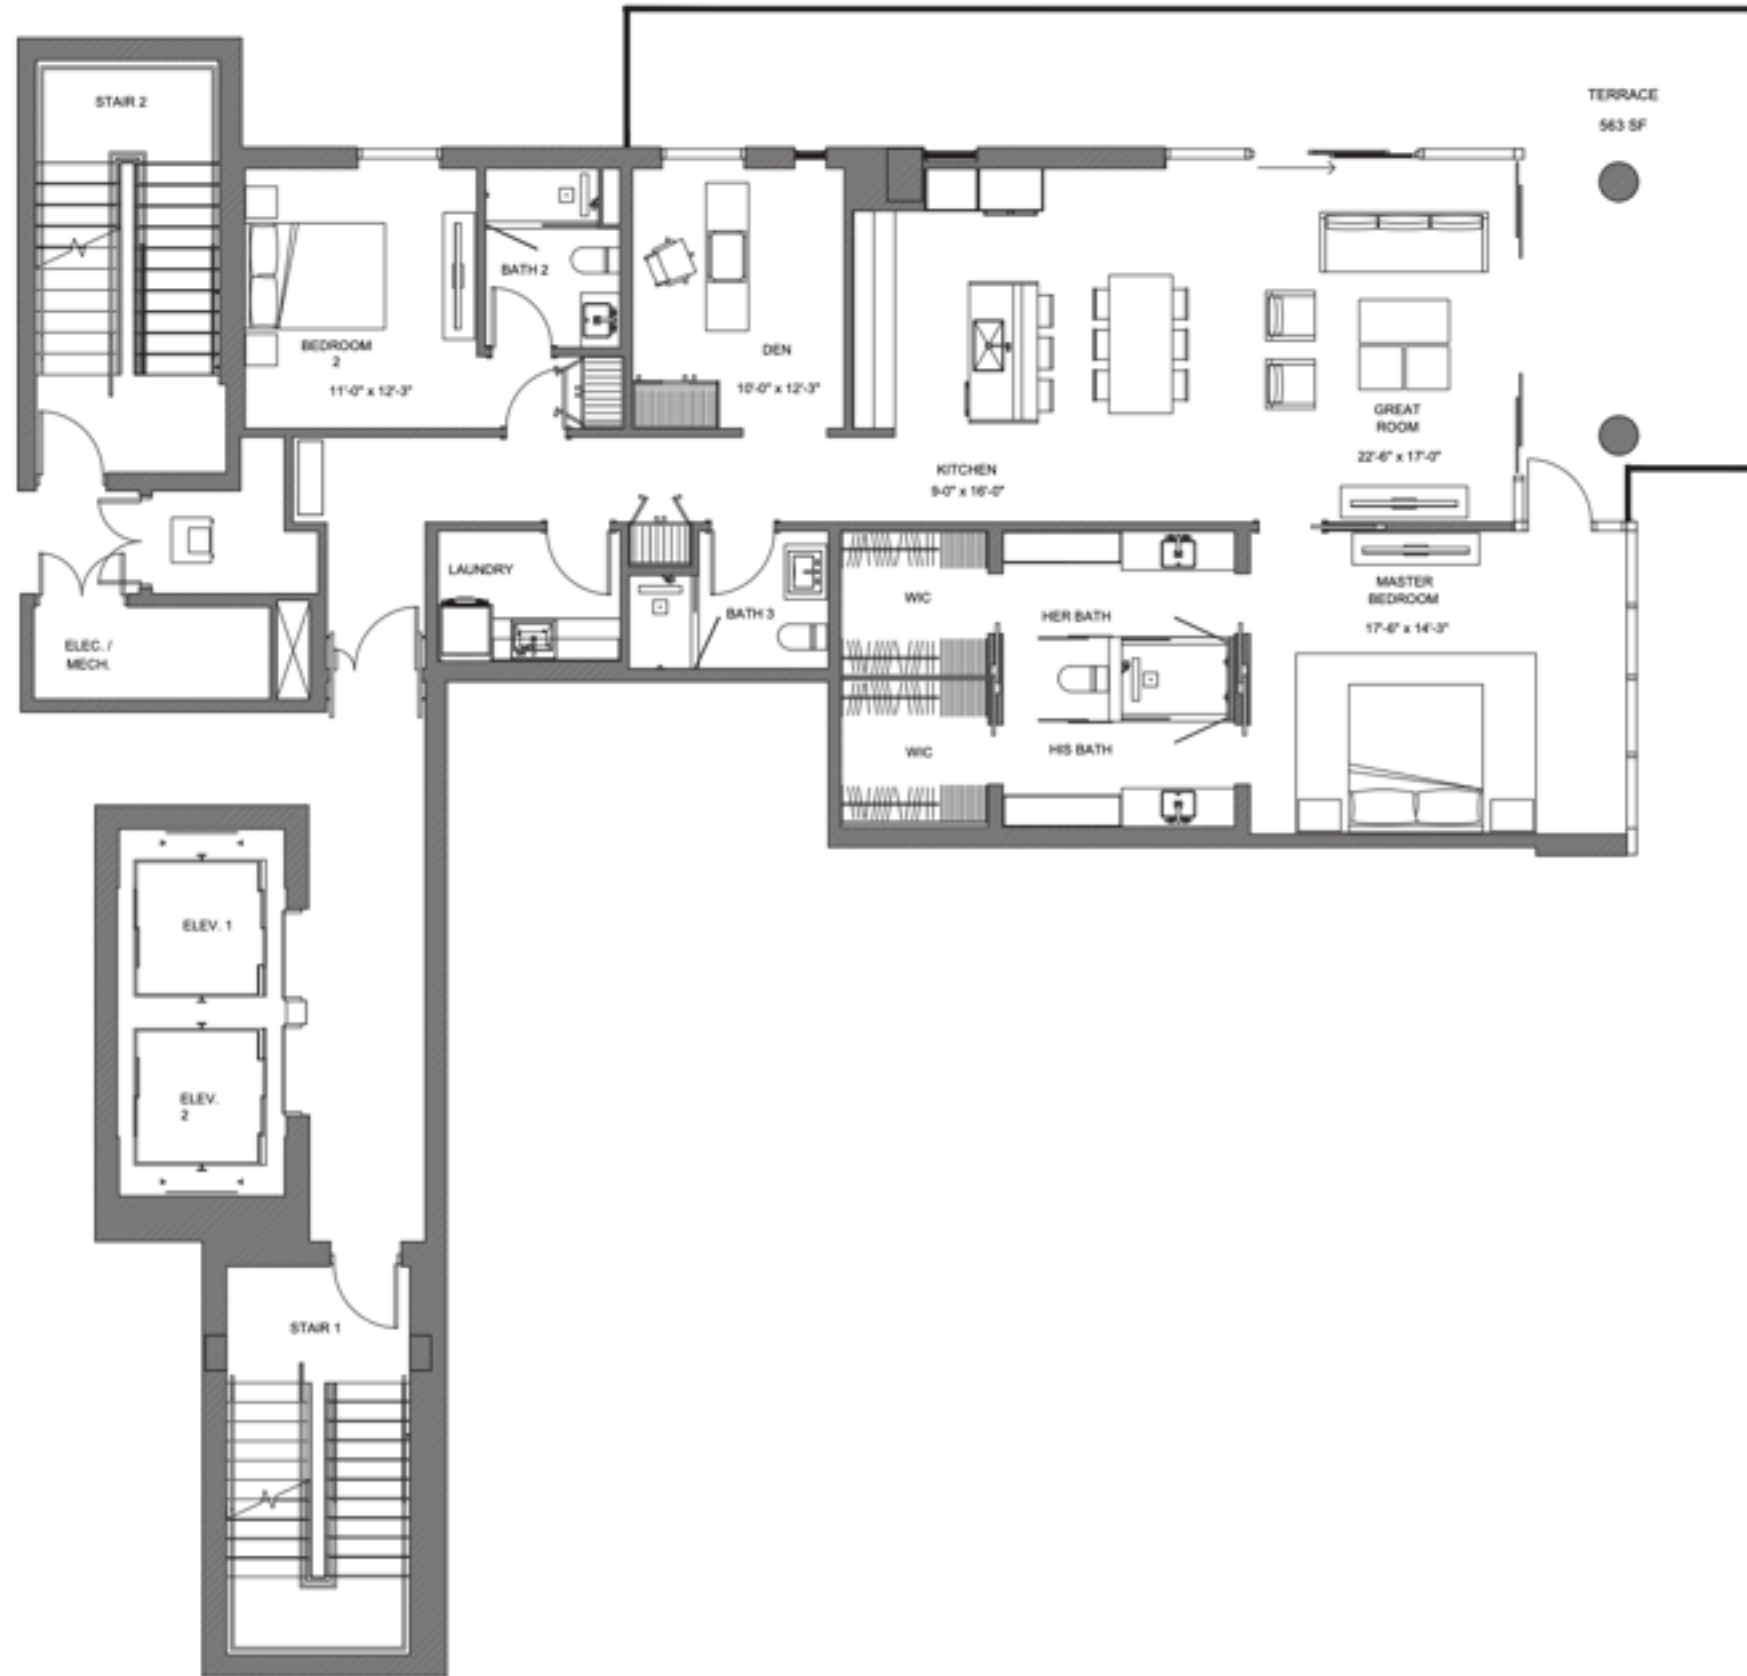 STAIR 2
TERRACE
563 SF
BATH 2
BEDROOM
2
11'-0" x 12'-3"
DEN
10'-0" x 12'-3"
GREAT
ROOM
22'-6" x 17'-0"
KITCHEN
9'-0" x 16'-0"
LAUNDRY
BATH 3
WIC
HER BATH
MASTER
BEDROOM
17'-6" x 14'-3"
ELEC. /
MECH.
WIC
HIS BATH
ELEV. 1
ELEV.
2
STAIR 1